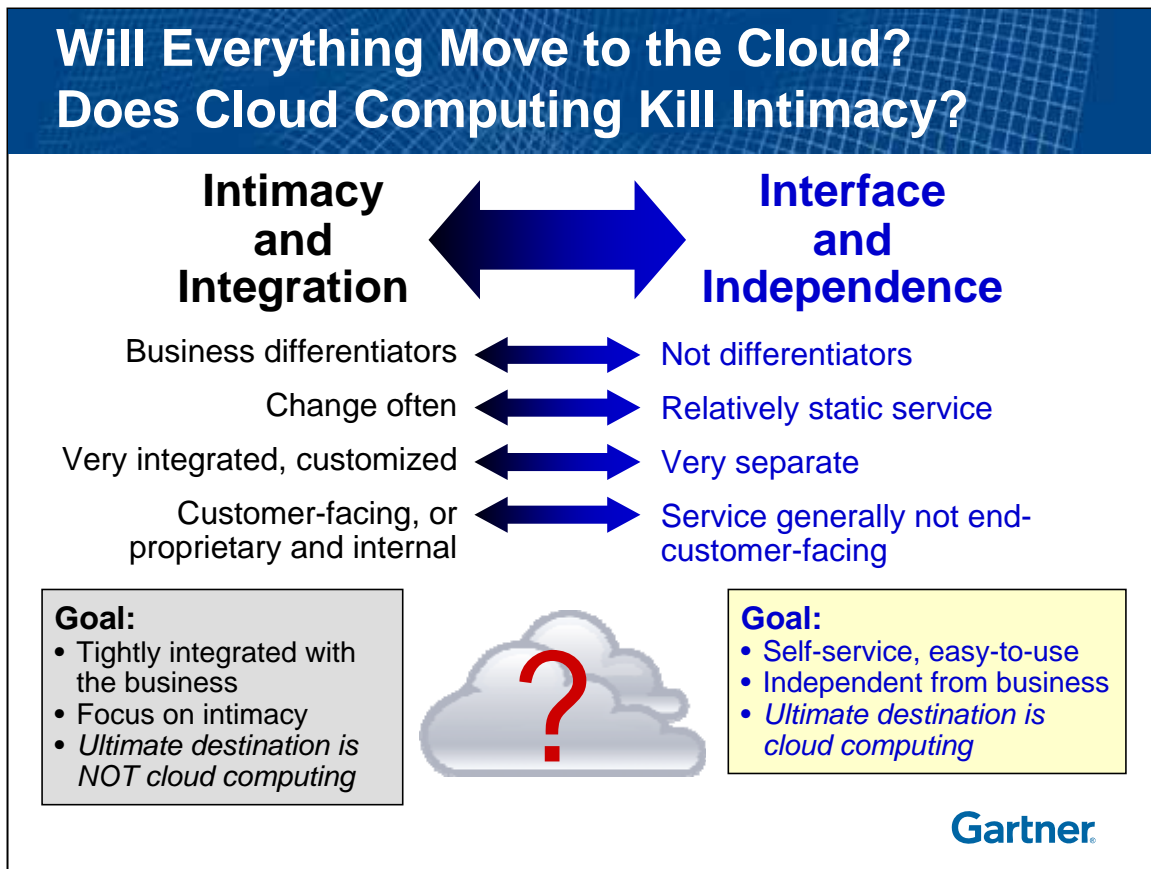 Will Everything Move to the Cloud?
Does Cloud Computing Kill Intimacy?
Intimacy
and
Integration
Interface
and
Independence
Business differentiators
Not differentiators
Change often
Relatively static service
Very integrated, customized
Very separate
Customer-facing, or
proprietary and internal
Service generally not end-
customer-facing
Goal:
• Tightly integrated with
the business
• Focus on intimacy
• Ultimate destination is
NOT cloud computing
?
Goal:
• Self-service, easy-to-use
• Independent from business
• Ultimate destination is
cloud computing
Gartner®